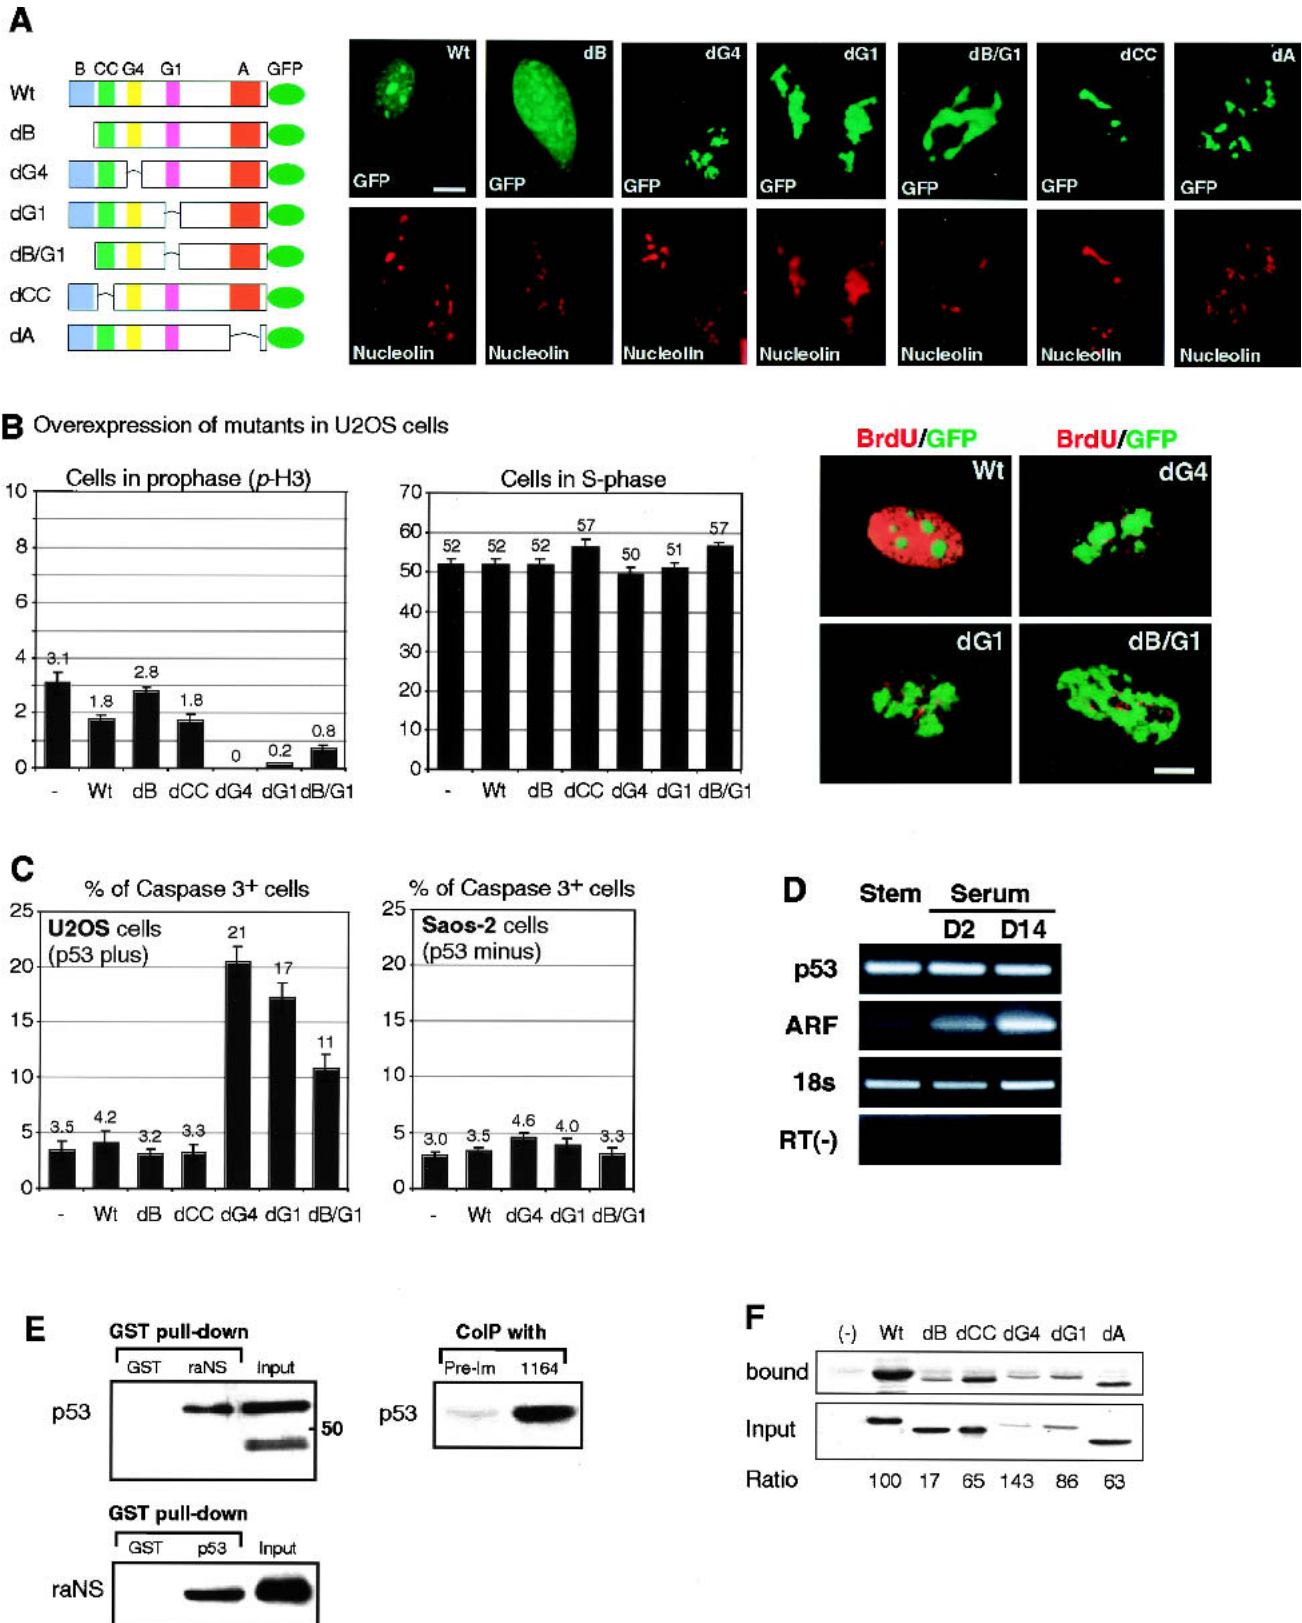 A
B CC G4 G1 A GFP
Wt
dB
dG4
dG1
dB/G1
dCC
dA
Wt dB dG4 dG1 dB/G1 dCC dA
GFP GFP GFP GFP GFP GFP GFP
Nucleolin Nucleolin Nucleolin Nucleolin Nucleolin Nucleolin Nucleolin
B Overexpression of mutants in U2OS cells
Cells in prophase (p-H3)
10
8
6
4
2
0
3.1 1.8 2.8 1.8 0 0.2 0.8
- Wt dB dCC dG4 dG1 dB/G1
Cells in S-phase
70
60
50
40
30
20
10
0
52 52 52 57 50 51 57
- Wt dB dCC dG4 dG1 dB/G1
BrdU/GFP BrdU/GFP
Wt dG4
dG1 dB/G1
C
% of Caspase 3+ cells
25
20
15
10
5
0
U2OS cells
(p53 plus)
3.5 4.2 3.2 3.3 21 17 11
- Wt dB dCC dG4 dG1 dB/G1
% of Caspase 3+ cells
25
20
15
10
5
0
Saos-2 cells
(p53 minus)
3.0 3.5 4.6 4.0 3.3
- Wt dG4 dG1 dB/G1
D
Stem Serum
D2 D14
p53
ARF
18s
RT(-)
E
GST pull-down
GST raNS Input
p53
50
CoIP with
Pre-Im 1164
p53
GST pull-down
GST p53 Input
raNS
F
(-) Wt dB dCC dG4 dG1 dA
bound
Input
Ratio 100 17 65 143 86 63